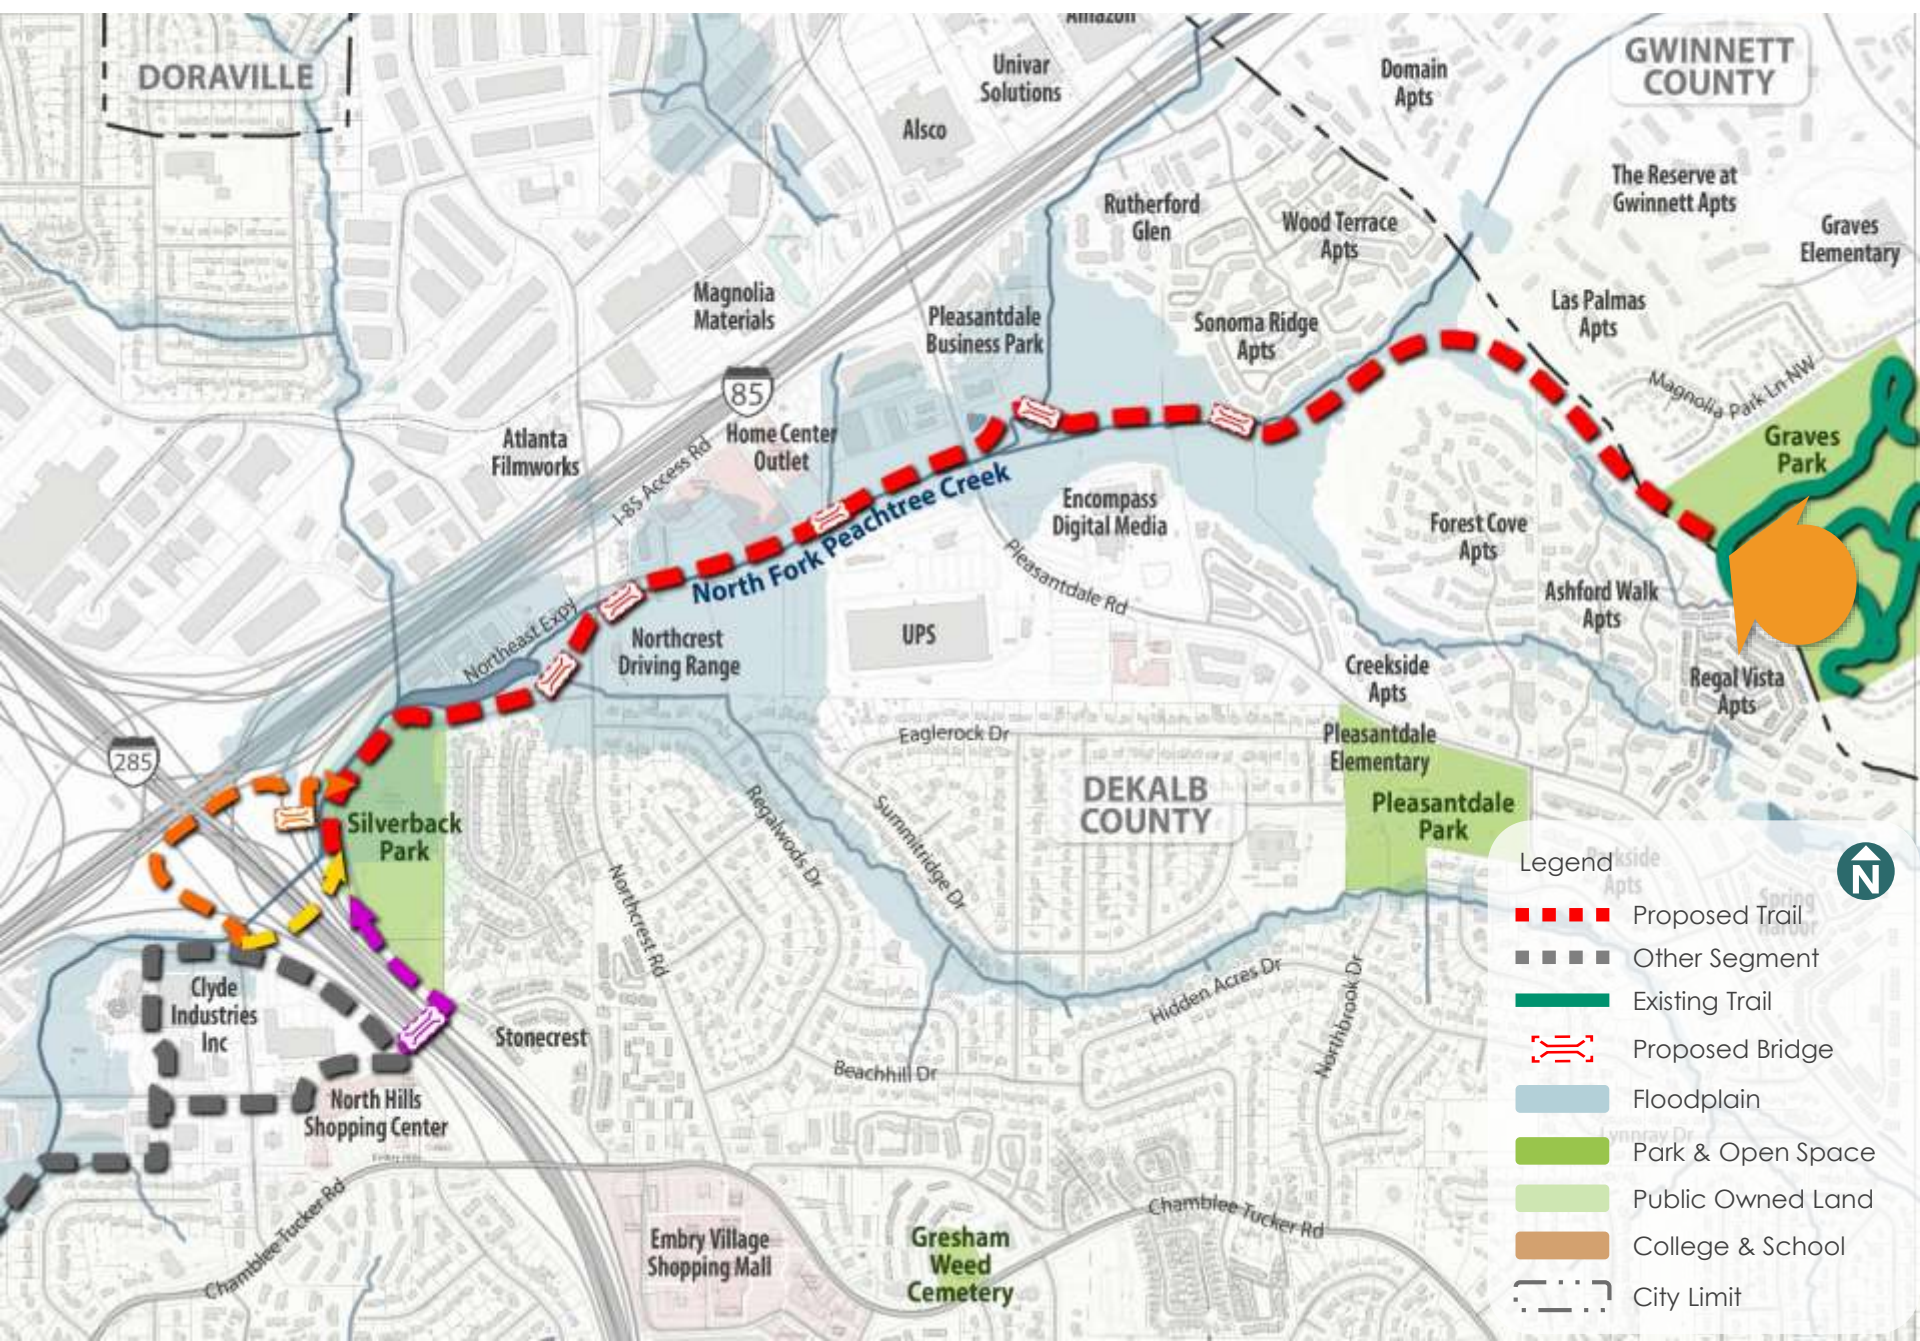 Amazon
DORAVILLE
Univar
Solutions
Domain
Apts
GWINNETT
COUNTY
Alsco
Rutherford
Glen
Wood Terrace
Apts
The Reserve at
Gwinnett Apts
Graves
Elementary
Magnolia
Materials
Pleasantdale
Business Park
Sonoma Ridge
Apts
Las Palmas
Apts
Magnolia Park Ln NW
85
Atlanta
Filmworks
I-85 Access Rd
Home Center
Outlet
Graves
Park
North Fork Peachtree Creek
Encompass
Digital Media
Forest Cove
Apts
Pleasantdale Rd
Ashford Walk
Apts
Northeast Expy
Northcrest
Driving Range
UPS
Creekside
Apts
Regal Vista
Apts
Eaglerock Dr
Pleasantdale
Elementary
285
DEKALB
COUNTY
Pleasantdale
Park
Silverback
Park
Regalwoods Dr
Summitridge Dr
Northcrest Rd
Legend
N
Parkside
Apts
Spring
Harbor
Proposed Trail
Other Segment
Existing Trail
Proposed Bridge
Floodplain
Lynnray Dr
Park & Open Space
Public Owned Land
College & School
City Limit
Clyde
Industries
Inc
Stonecrest
Hidden Acres Dr
Northbrook Dr
Beachhill Dr
North Hills
Shopping Center
Chamblee Tucker Rd
Chamblee Tucker Rd
Embry Village
Shopping Mall
Gresham
Weed
Cemetery